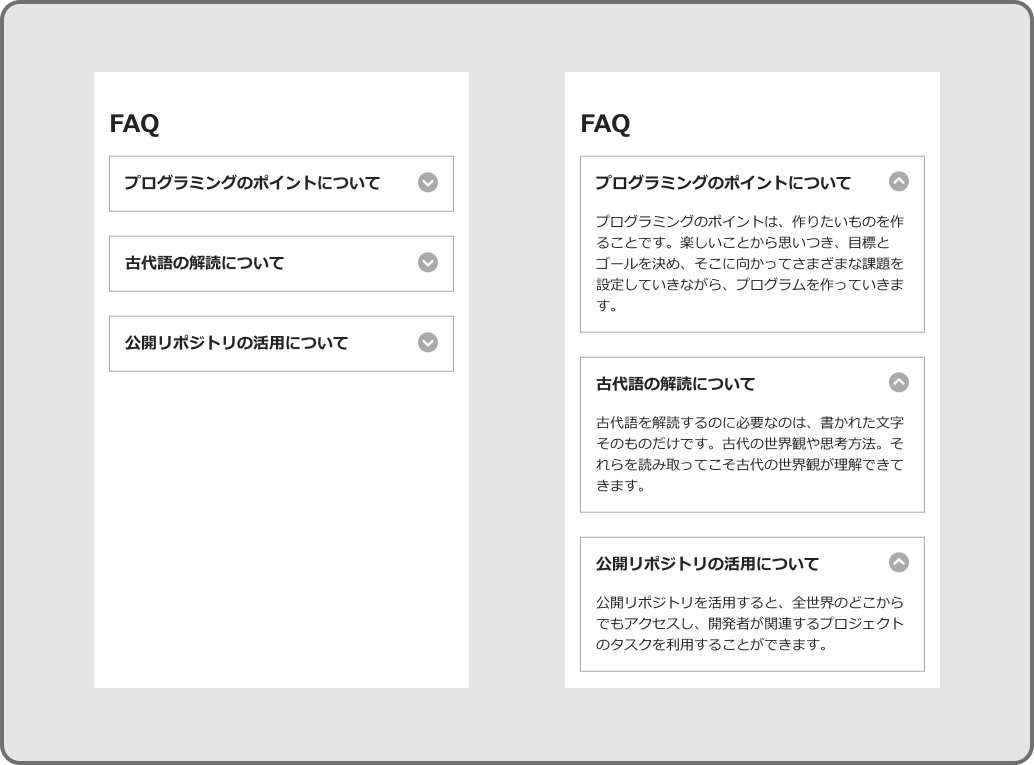 FAQ
プログラミングのポイントについて
古代語の解読について
公開リポジトリの活用について
FAQ
プログラミングのポイントについて
プログラミングのポイントは、作りたいものを作
ることです。楽しいことから思いつき、目標と
ゴールを決め、そこに向かってさまざまな課題を
設定していきながら、プログラムを作っていきま
す。
古代語の解読について
古代語を解読するのに必要なのは、書かれた文字
そのものだけです。古代の世界観や思考方法。そ
れらを読み取ってこそ古代の世界観が理解できて
きます。
公開リポジトリの活用について
公開リポジトリを活用すると、全世界のどこから
でもアクセスし、開発者が関連するプロジェクト
のタスクを利用することができます。